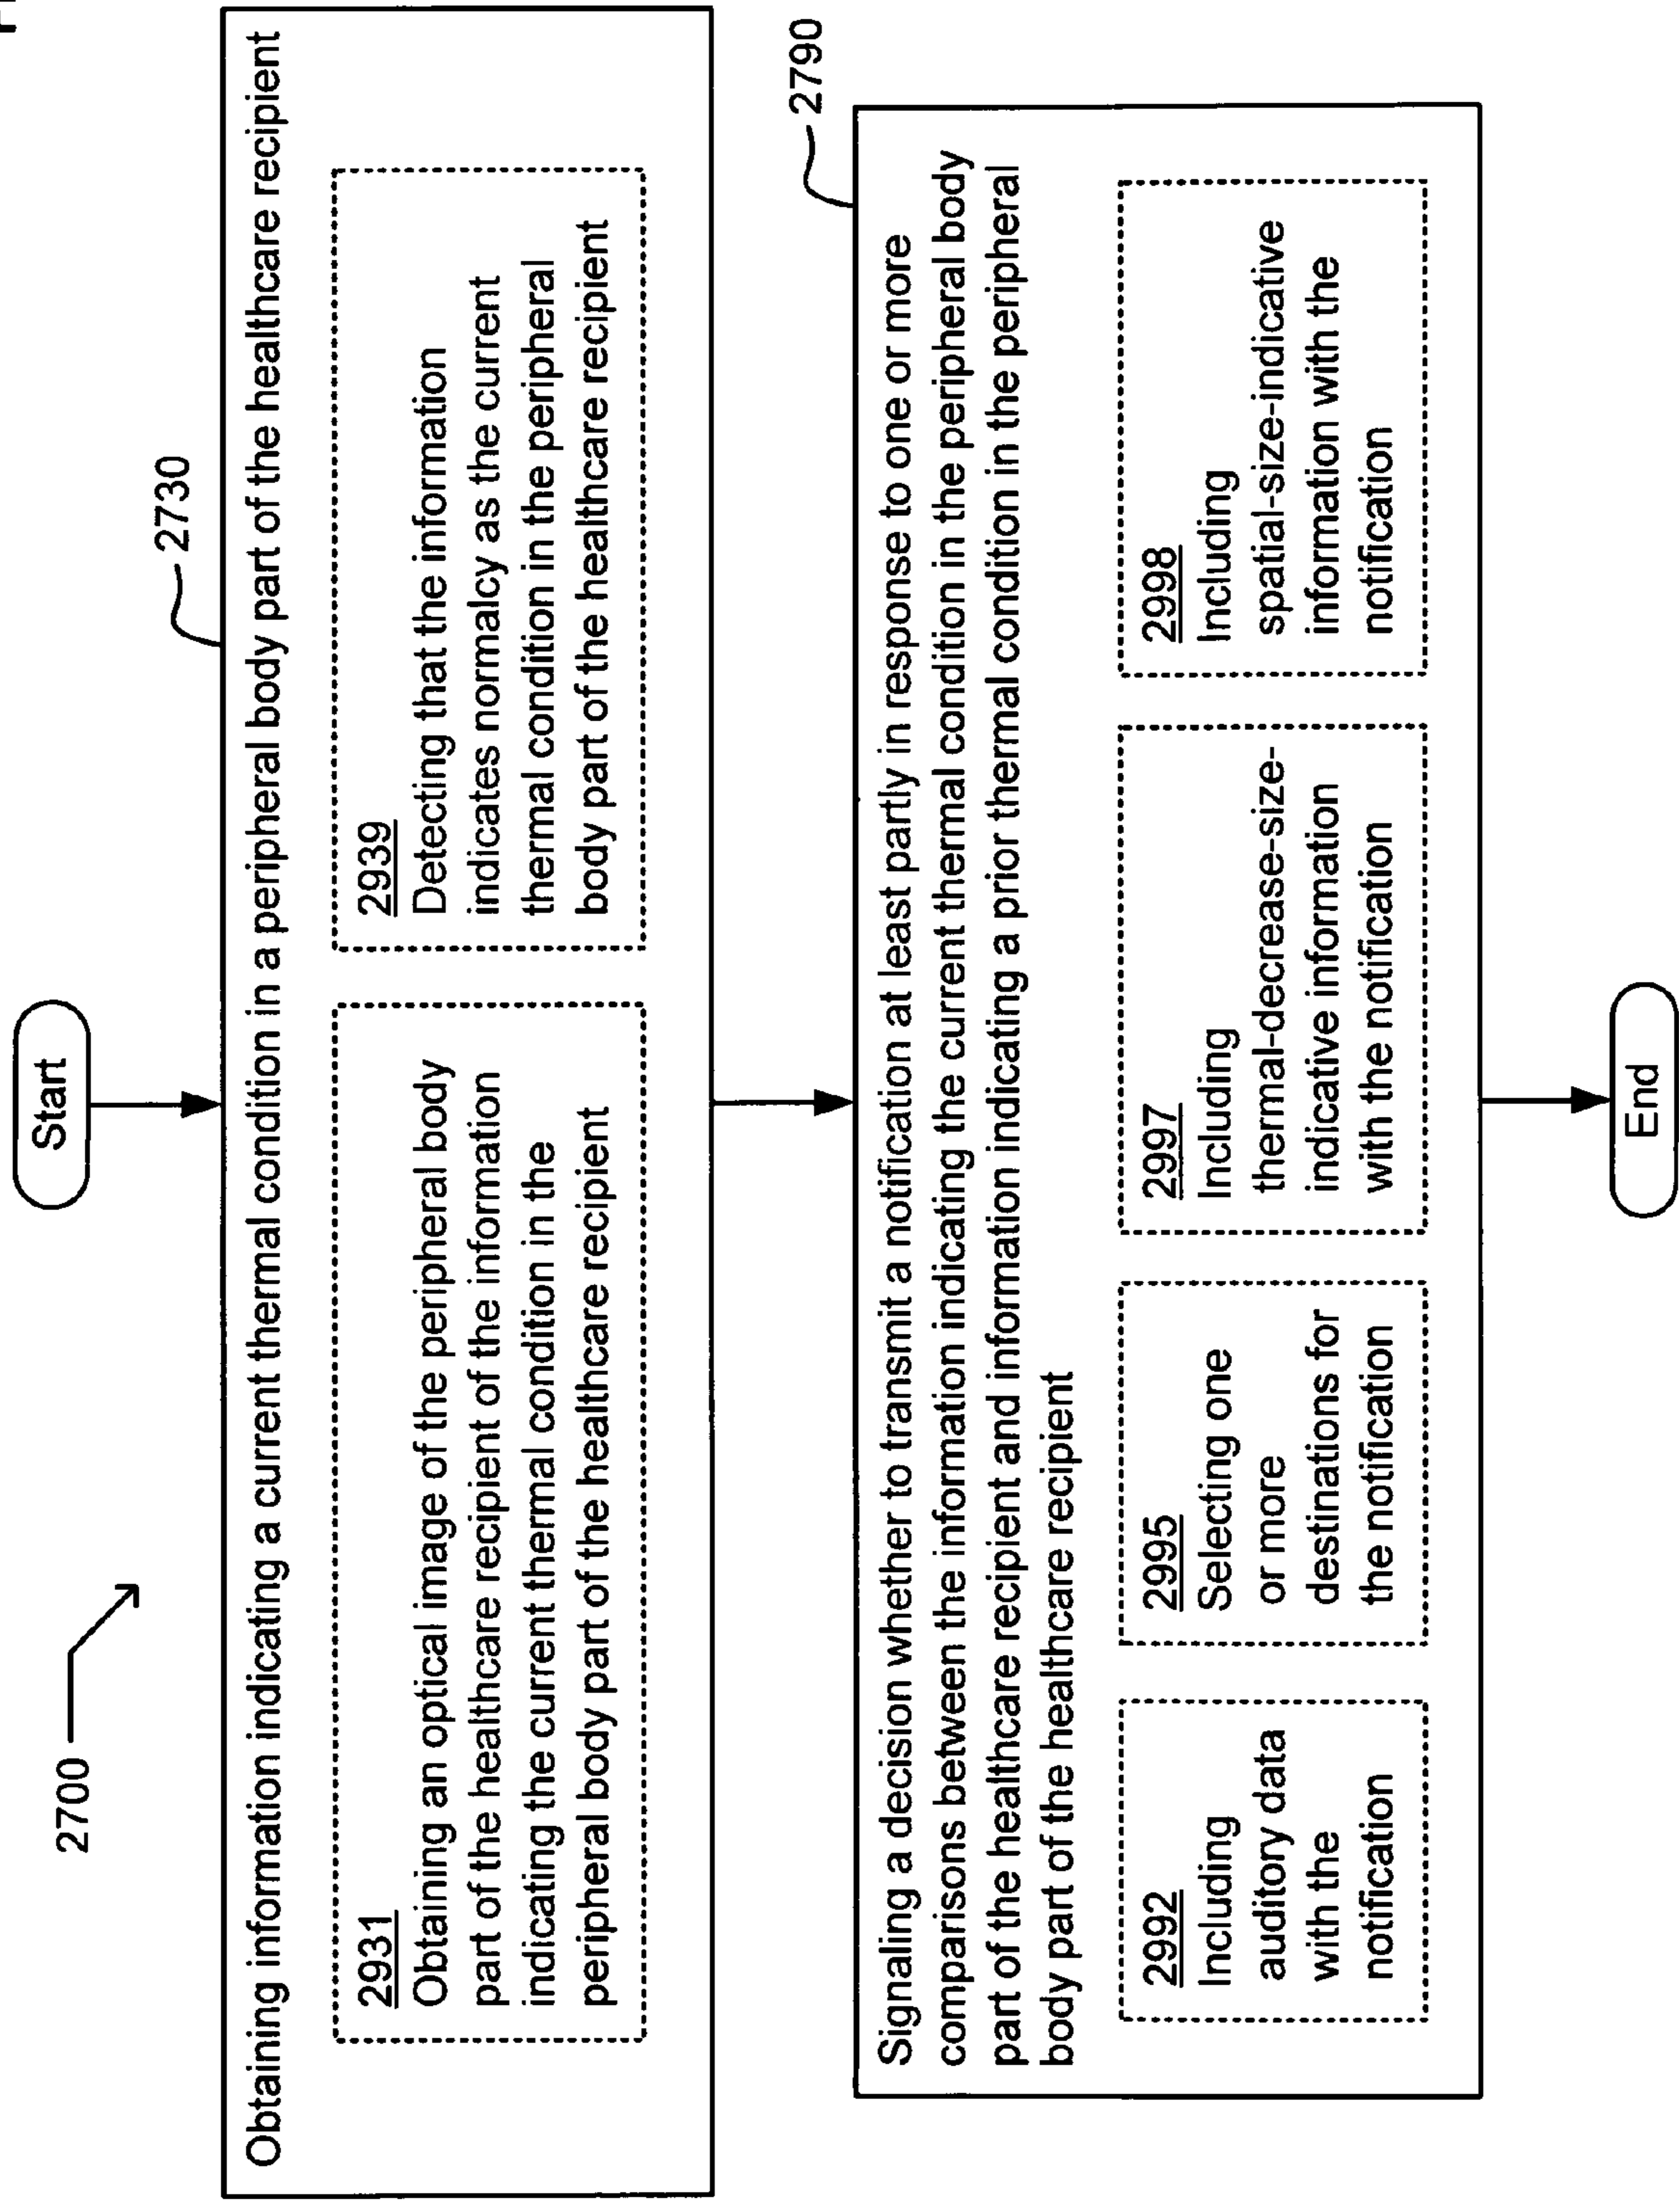 2700
Start
2730
Obtaining information indicating a current thermal condition in a peripheral body part of the healthcare recipient
2931
Obtaining an optical image of the peripheral body
part of the healthcare recipient of the information
indicating the current thermal condition in the
peripheral body part of the healthcare recipient
2939
Detecting that the information
indicates normalcy as the current
thermal condition in the peripheral
body part of the healthcare recipient
2790
Signaling a decision whether to transmit a notification at least partly in response to one or more
comparisons between the information indicating the current thermal condition in the peripheral body
part of the healthcare recipient and information indicating a prior thermal condition in the peripheral
body part of the healthcare recipient
2992
Including
auditory data
with the
notification
2995
Selecting one
or more
destinations for
the notification
2997
Including
thermal-decrease-size-
indicative information
with the notification
2998
Including
spatial-size-indicative
information with the
notification
End